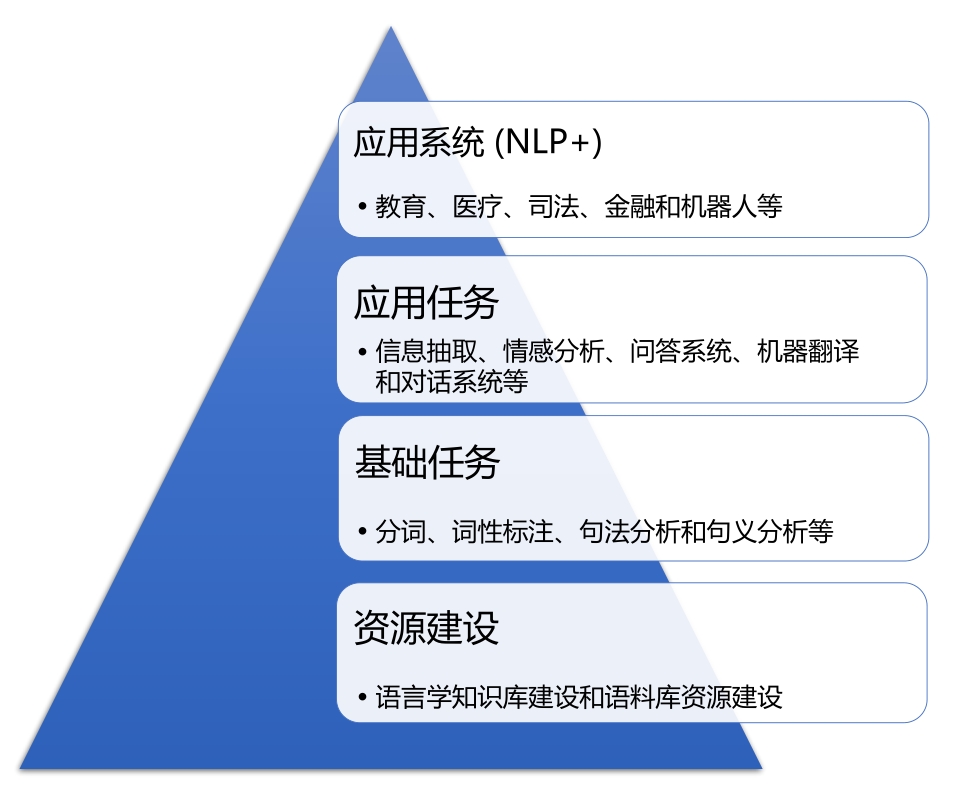 应用系统 (NLP+)
• 教育、医疗、司法、金融和机器人等
应用任务
• 信息抽取、情感分析、问答系统、机器翻译
和对话系统等
基础任务
• 分词、词性标注、句法分析和句义分析等
资源建设
• 语言学知识库建设和语料库资源建设